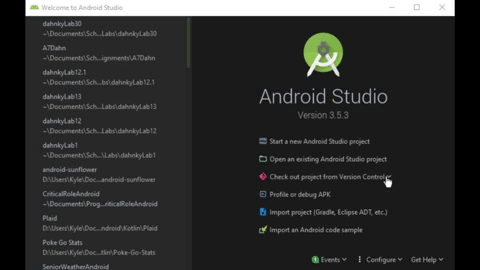 Welcome to Android Studio
dahnkyLab30
~\Documents\Sch...Labs\dahnkyLab30
A7Dahn
~\Documents\Sch...ignments\A7Dahn
dahnkyLab12.1
~\Documents\Sch...bs\dahnkyLab12.1
dahnkyLab13
~\Documents\Sch...Labs\dahnkyLab13
dahnkyLab12
~\Documents\Sch...Labs\dahnkyLab12
dahnkyLab1
~\Documents\Sch...\Labs\dahnkyLab1
android-sunflower
D:\Users\Kyle\Doc...android-sunflower
CriticalRoleAndroid
~\Documents\Prog...riticalRoleAndroid
Plaid
D:\Users\Kyle\Doc...ndroid\Kotlin\Plaid
Poke Go Stats
D:\Users\Kyle\Doc...tlin\Poke-Go-Stats
SeniorWeatherAndroid
Android Studio
Version 3.5.3
Start a new Android Studio project
Open an existing Android Studio project
Check out project from Version Control
Profile or debug APK
Import project (Gradle, Eclipse ADT, etc.)
Import an Android code sample
1 Events Configure Get Help